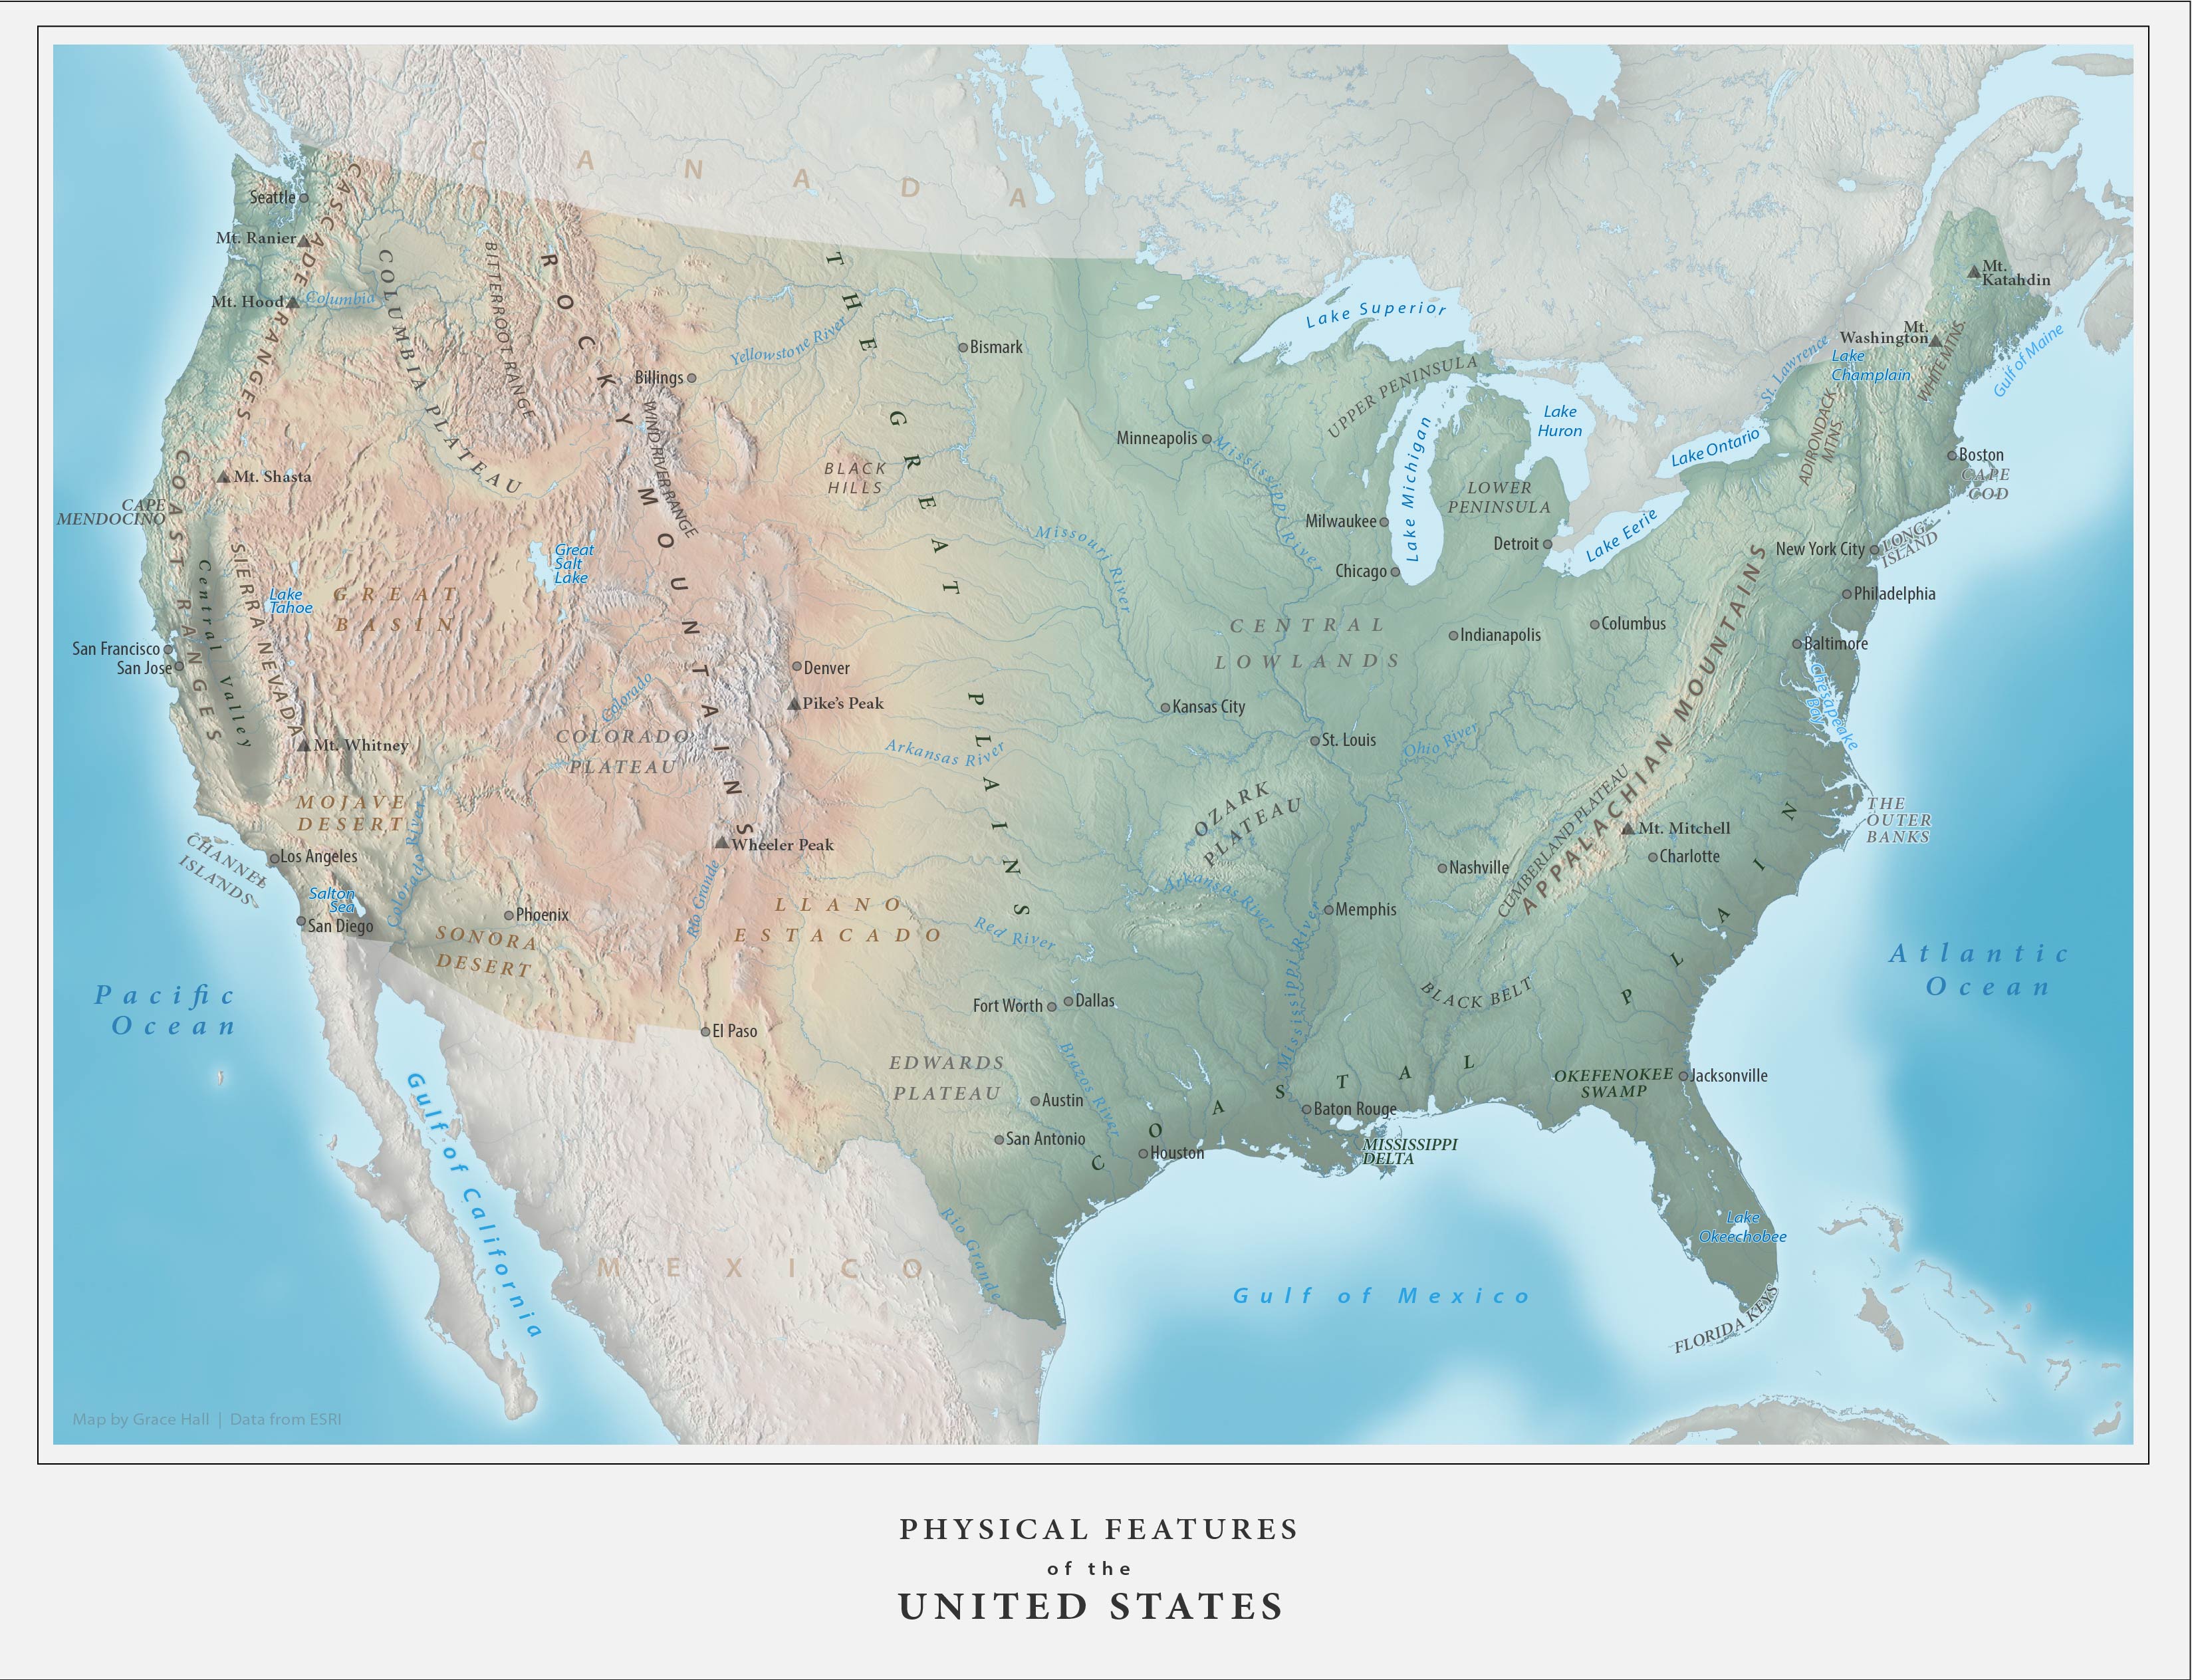 C A N A D A
Seattle
CASCADE RANGES
Mt. Ranier
Mt. Hood
Columbia
COLUMBIA PLATEAU
BITTERROOT RANGE
ROCKY MOUNTAINS
THE GREAT PLAINS
Yellowstone River
Billings
Bismark
WIND RIVER RANGE
BLACK
HILLS
Minneapolis
Mississippi River
Lake Superior
UPPER PENINSULA
Lake Michigan
Lake
Huron
LOWER
PENINSULA
Milwaukee
Detroit
Chicago
Lake Eerie
Lake Ontario
St. Lawrence
Lake
Champlain
ADIRONDACK
MTNS.
Mt.
Washington
WHITE MTNS.
Mt.
Katahdin
Gulf of Maine
Boston
CAPE
COD
New York City
LONG
ISLAND
Philadelphia
Baltimore
Chesapeake
Bay
Mt. Shasta
CAPE
MENDOCINO
COAST RANGES
Central Valley
SIERRA NEVADA
Lake
Tahoe
GREAT
BASIN
Great
Salt
Lake
San Francisco
San Jose
Mt. Whitney
Denver
Pike's Peak
Colorado
COLORADO
PLATEAU
Missouri River
CENTRAL
LOWLANDS
Indianapolis
Columbus
Kansas City
St. Louis
Ohio River
Arkansas River
APPALACHIAN MOUNTAINS
CUMBERLAND PLATEAU
Mt. Mitchell
Charlotte
THE
OUTER
BANKS
MOJAVE
DESERT
Colorado River
CHANNEL
ISLANDS
Los Angeles
Salton
Sea
San Diego
Phoenix
SONORA
DESERT
Wheeler Peak
Rio Grande
LLANO
ESTACADO
OZARK
PLATEAU
Arkansas River
Red River
Nashville
Memphis
Mississippi River
Fort Worth
Dallas
BLACK BELT
El Paso
EDWARDS
PLATEAU
Brazos River
Austin
San Antonio
Houston
COASTAL PLAIN
Baton Rouge
MISSISSIPPI
DELTA
OKEFENOKEE
SWAMP
Jacksonville
Lake
Okeechobee
FLORIDA KEYS
Pacific
Ocean
Atlantic
Ocean
Gulf of California
M E X I C O
Rio Grande
Gulf of Mexico
Map by Grace Hall | Data from ESRI
PHYSICAL FEATURES
of the
UNITED STATES